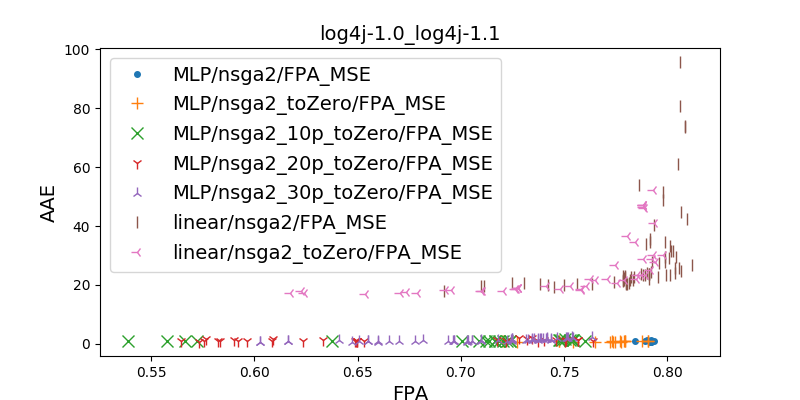 log4j-1.0_log4j-1.1
100
80
60
40
20
0
AAE
MLP/nsga2/FPA_MSE
MLP/nsga2_toZero/FPA_MSE
MLP/nsga2_10p_toZero/FPA_MSE
MLP/nsga2_20p_toZero/FPA_MSE
MLP/nsga2_30p_toZero/FPA_MSE
linear/nsga2/FPA_MSE
linear/nsga2_toZero/FPA_MSE
0.55 0.60 0.65 0.70 0.75 0.80
FPA